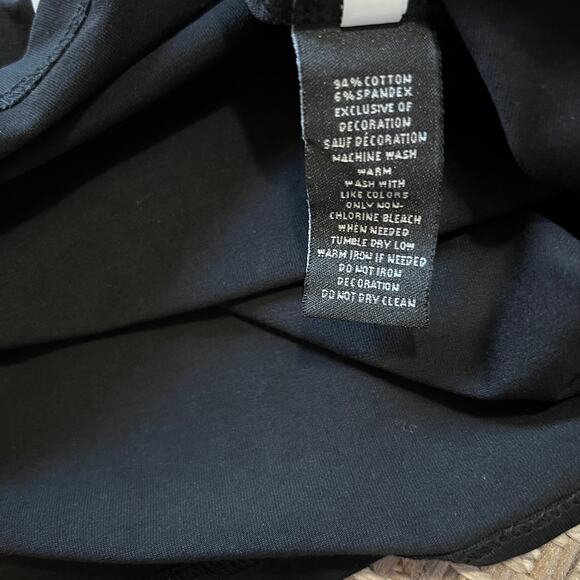 94% COTTON
6% SPANDEX
EXCLUSIVE OF
DECORATION
SAUF DÉCORATION
MACHINE WASH
WARM
WASH WITH
LIKE COLORS
ONLY NON-
CHLORINE BLEACH
WHEN NEEDED
TUMBLE DRY LOW
WARM IRON IF NEEDED
DO NOT IRON
DECORATION
DO NOT DRY CLEAN